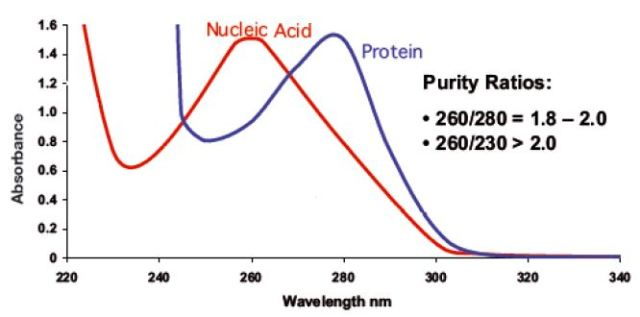 1.6
1.4
1.2
1.0
0.8
0.6
0.4
0.2
0
Absorbance
Nucleic Acid
Protein
Purity Ratios:
• 260/280 = 1.8 – 2.0
• 260/230 > 2.0
220 240 260 280 300 320 340
Wavelength nm